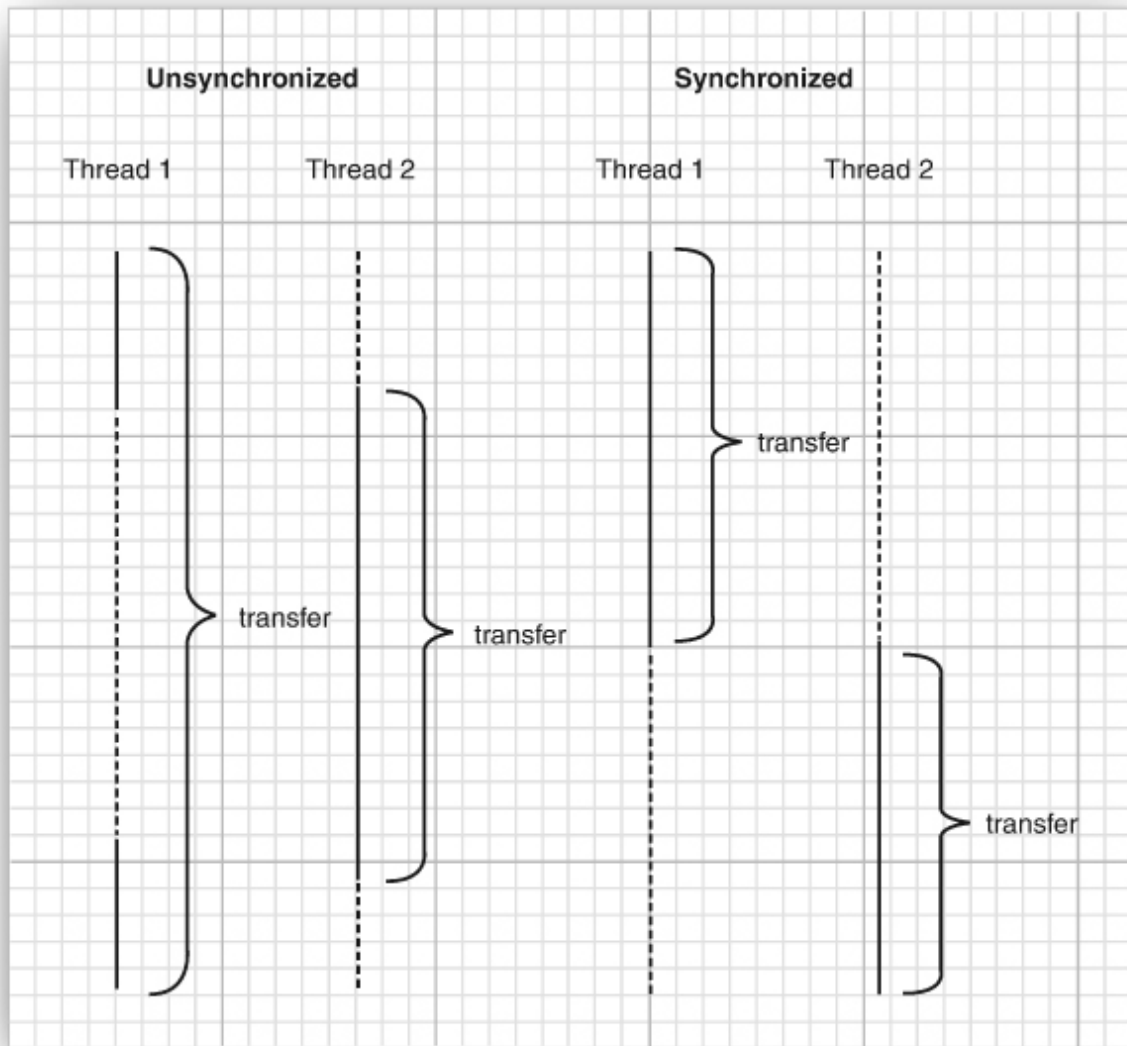 Unsynchronized
Synchronized
Thread 1
Thread 2
Thread 1
Thread 2
transfer
transfer
transfer
transfer